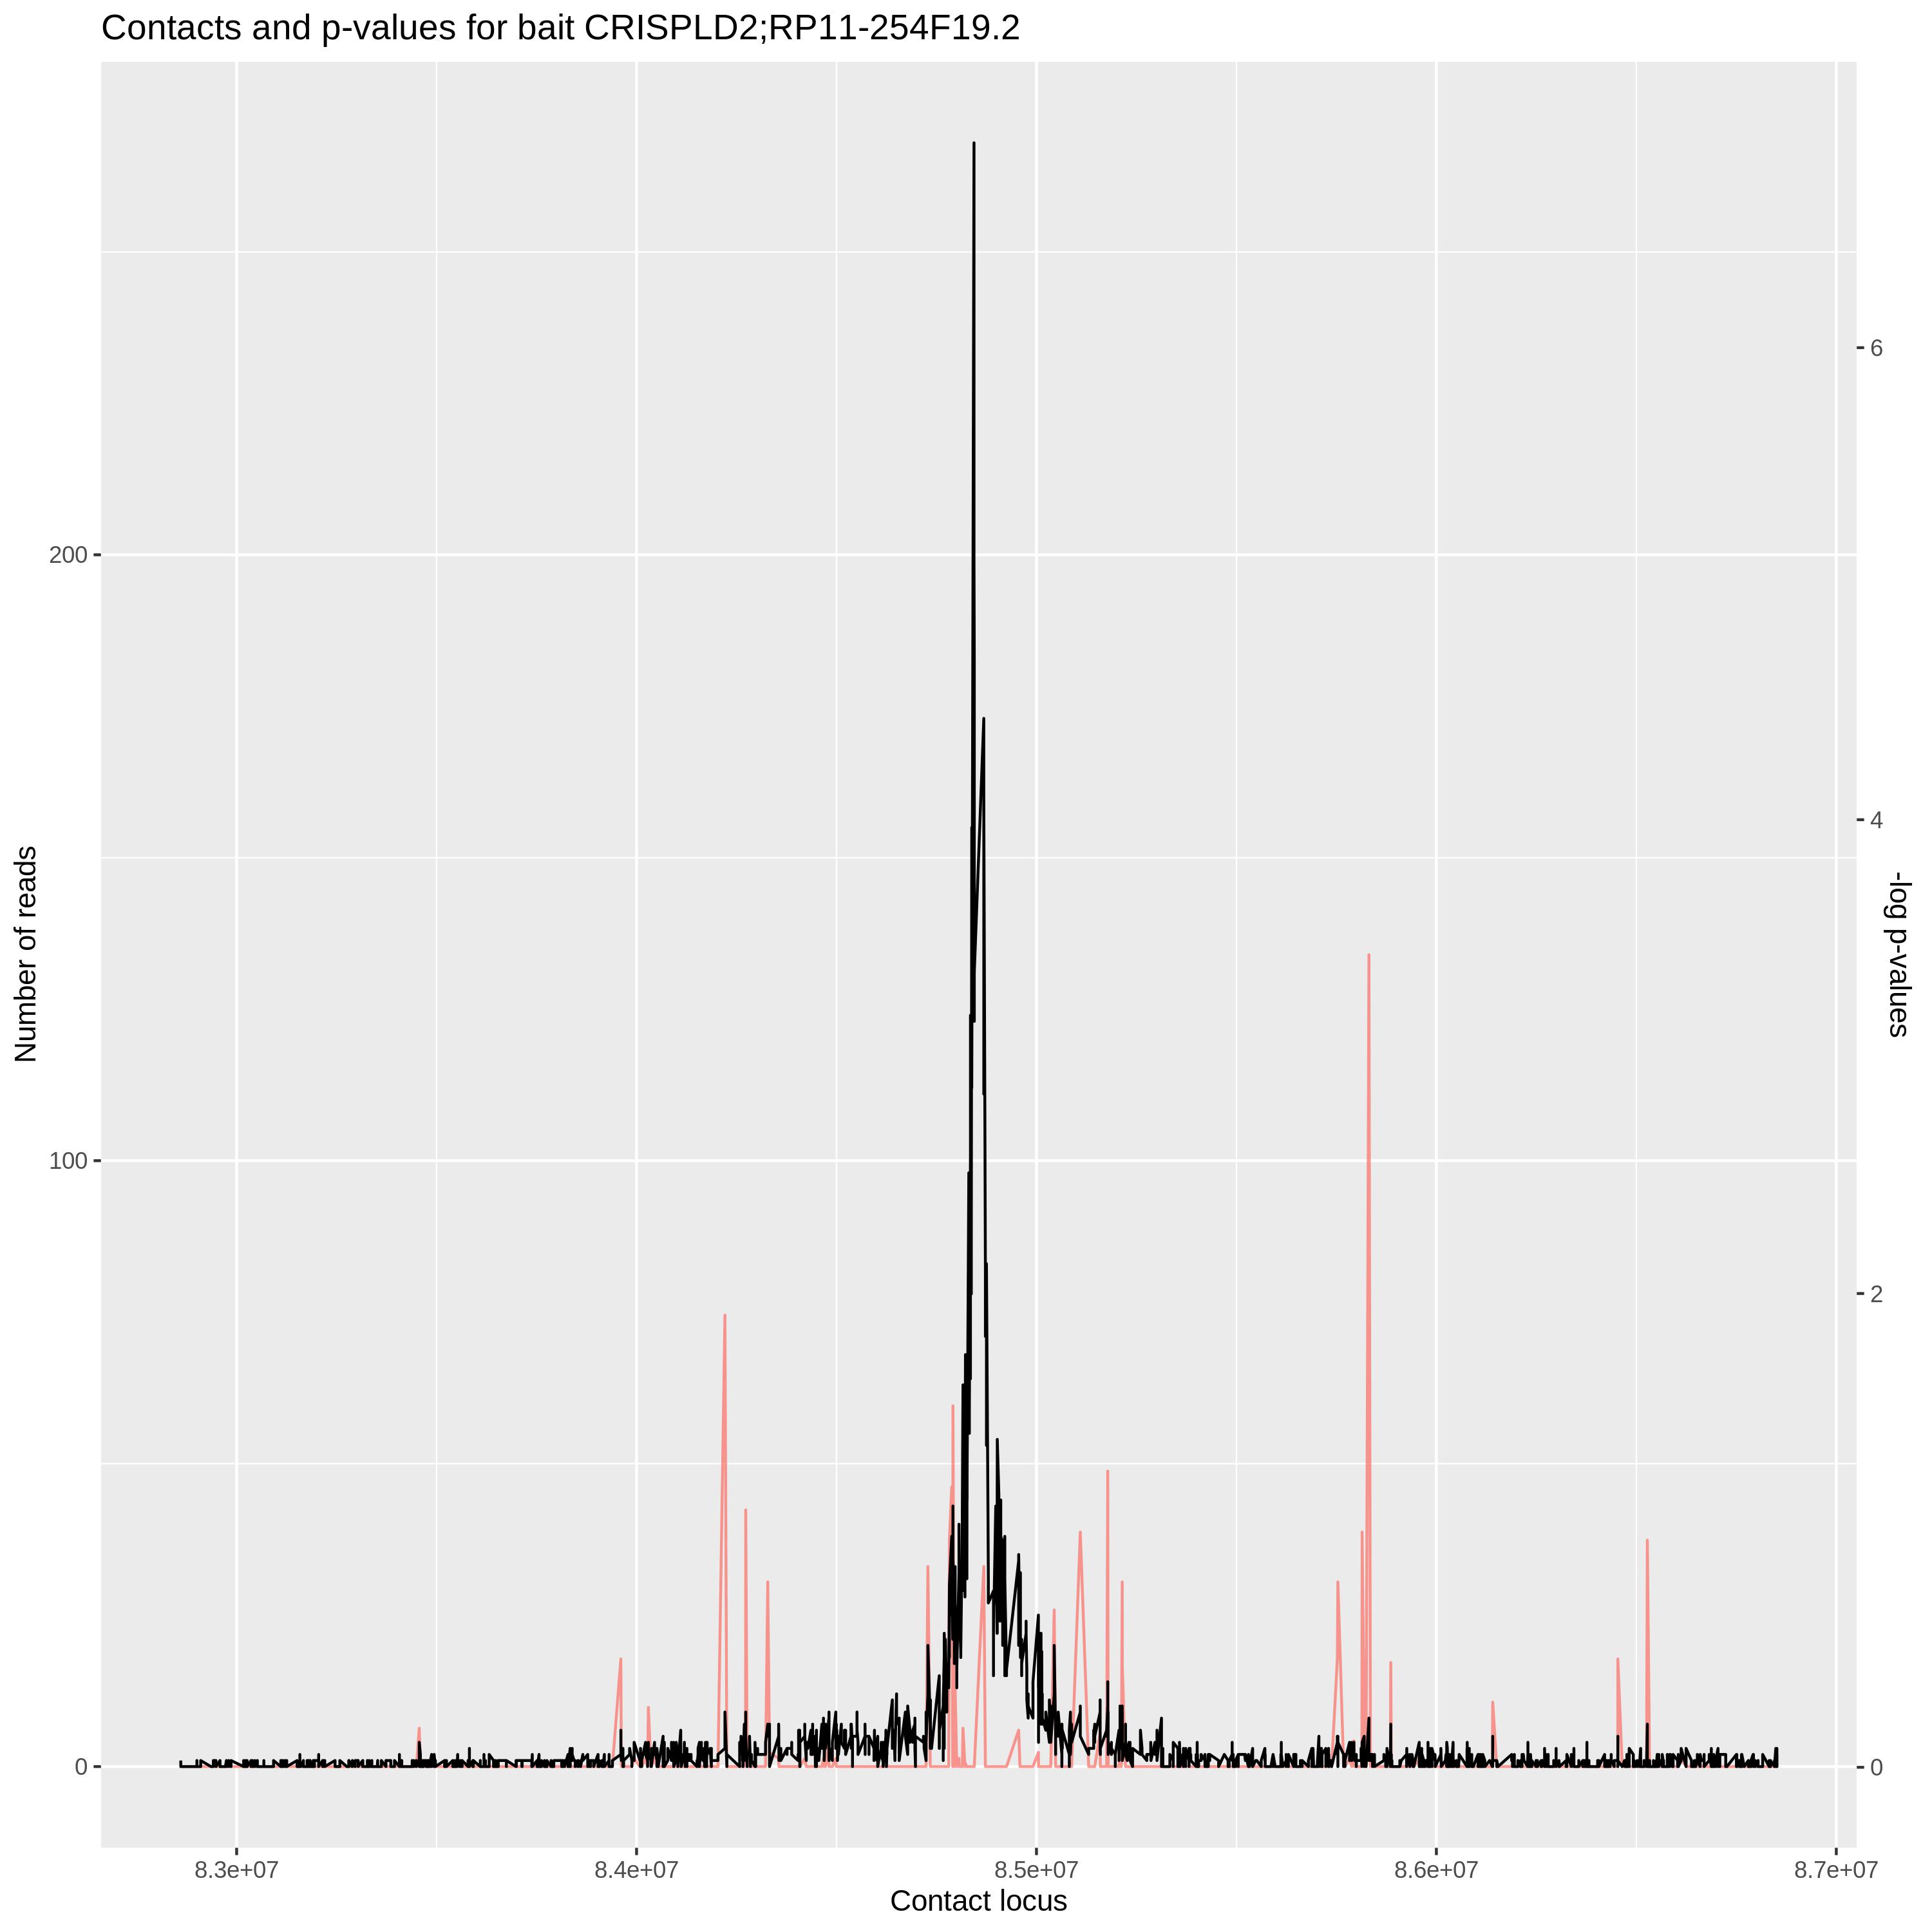 Contacts and p-values for bait CRISPLD2;RP11-254F19.2
Number of reads
200
100
0
6
4
2
0
-log p-values
8.3e+07 8.4e+07 8.5e+07 8.6e+07 8.7e+07
Contact locus